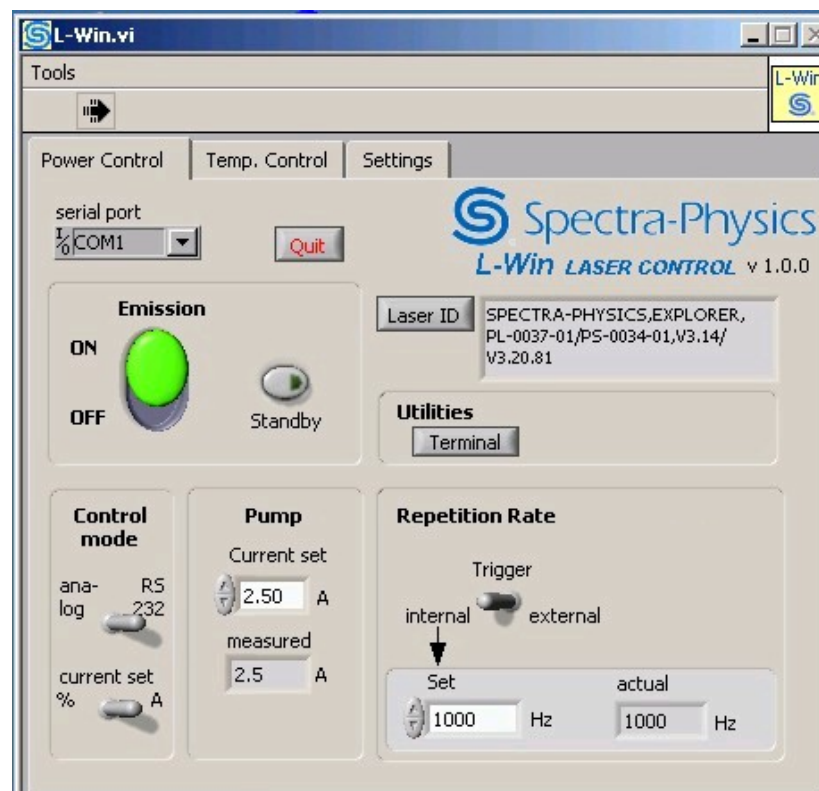 L-Win.vi
Tools
L-Win
Power Control
Temp. Control
Settings
serial port
I/O COM1
Quit
Spectra-Physics
L-Win LASER CONTROL v 1.0.0
Emission
ON
OFF
Standby
Laser ID
SPECTRA-PHYSICS,EXPLORER,
PL-0037-01/PS-0034-01,V3.14/
V3.20.81
Utilities
Terminal
Control
mode
ana- RS
log 232
current set
% A
Pump
Current set
2.50 A
measured
2.5 A
Repetition Rate
Trigger
internal external
Set actual
1000 Hz 1000 Hz